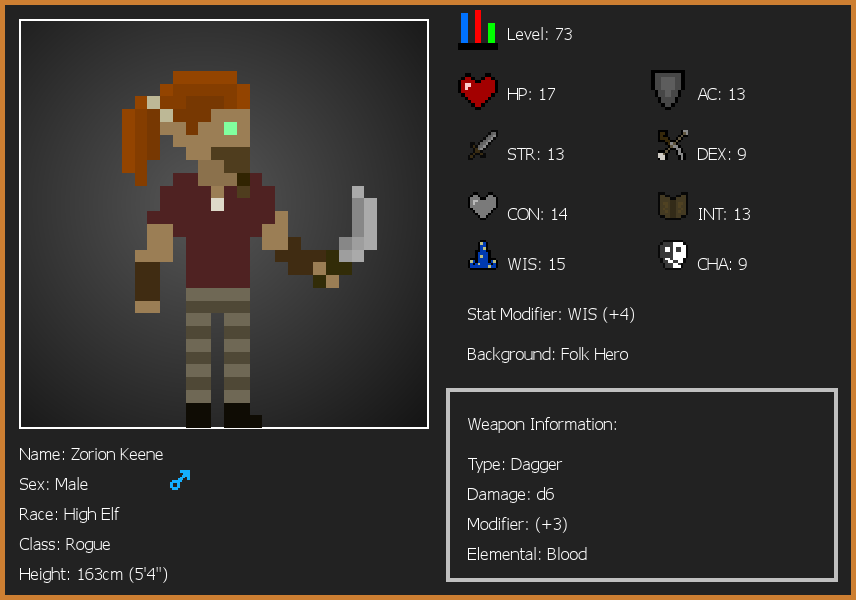 Level: 73
HP: 17
AC: 13
STR: 13
DEX: 9
CON: 14
INT: 13
WIS: 15
CHA: 9
Stat Modifier: WIS (+4)
Background: Folk Hero
Weapon Information:
Type: Dagger
Damage: d6
Modifier: (+3)
Elemental: Blood
Name: Zorion Keene
Sex: Male
Race: High Elf
Class: Rogue
Height: 163cm (5'4")